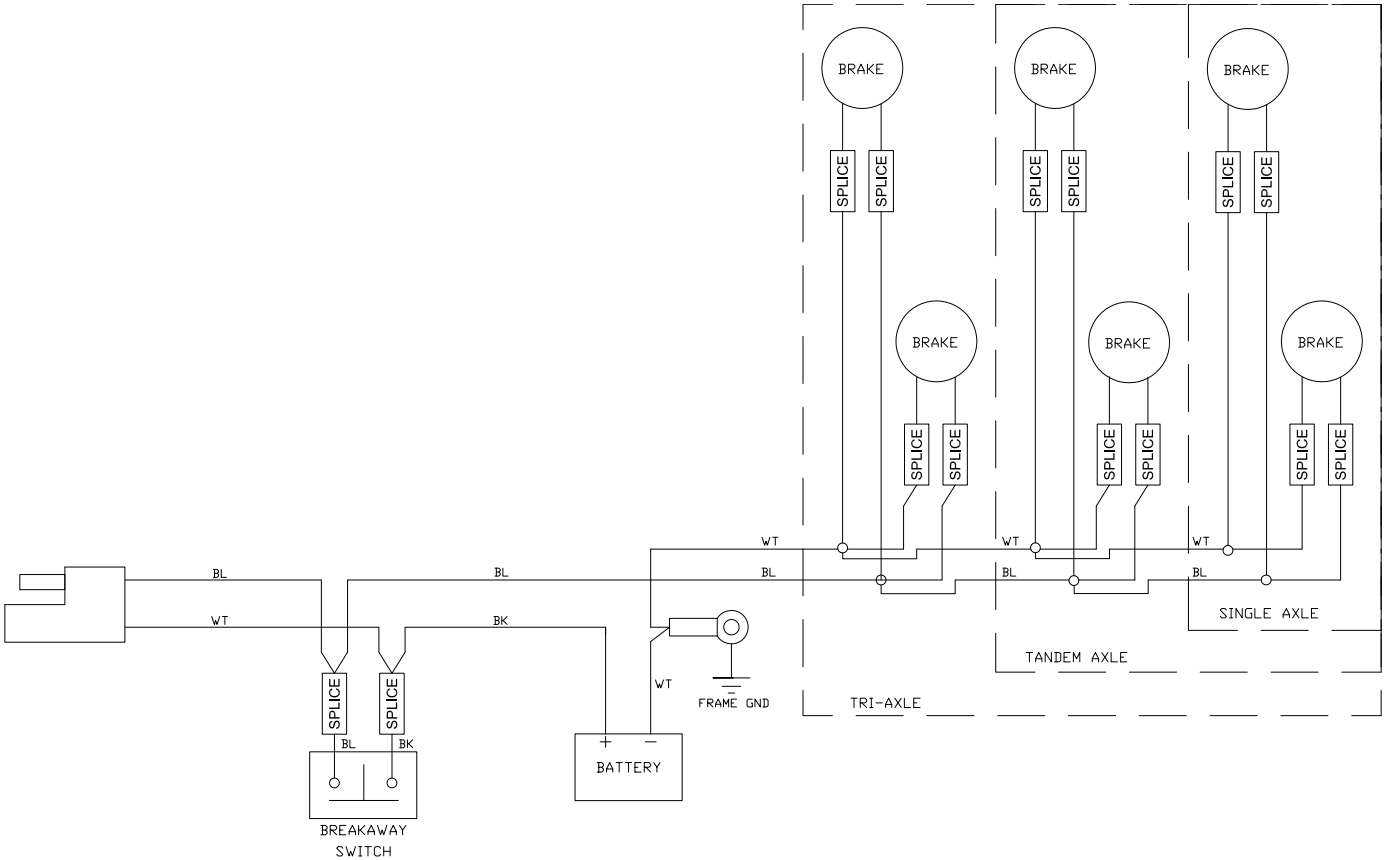 BRAKE
BRAKE
BRAKE
SPLICE
SPLICE
SPLICE
SPLICE
SPLICE
SPLICE
BRAKE
BRAKE
BRAKE
SPLICE
SPLICE
SPLICE
SPLICE
SPLICE
SPLICE
WT
WT
WT
BL
BL
BL
BL
BL
WT
BK
SINGLE AXLE
TANDEM AXLE
WT
SPLICE
SPLICE
FRAME GND
TRI-AXLE
BL
BK
+
−
BATTERY
BREAKAWAY
SWITCH